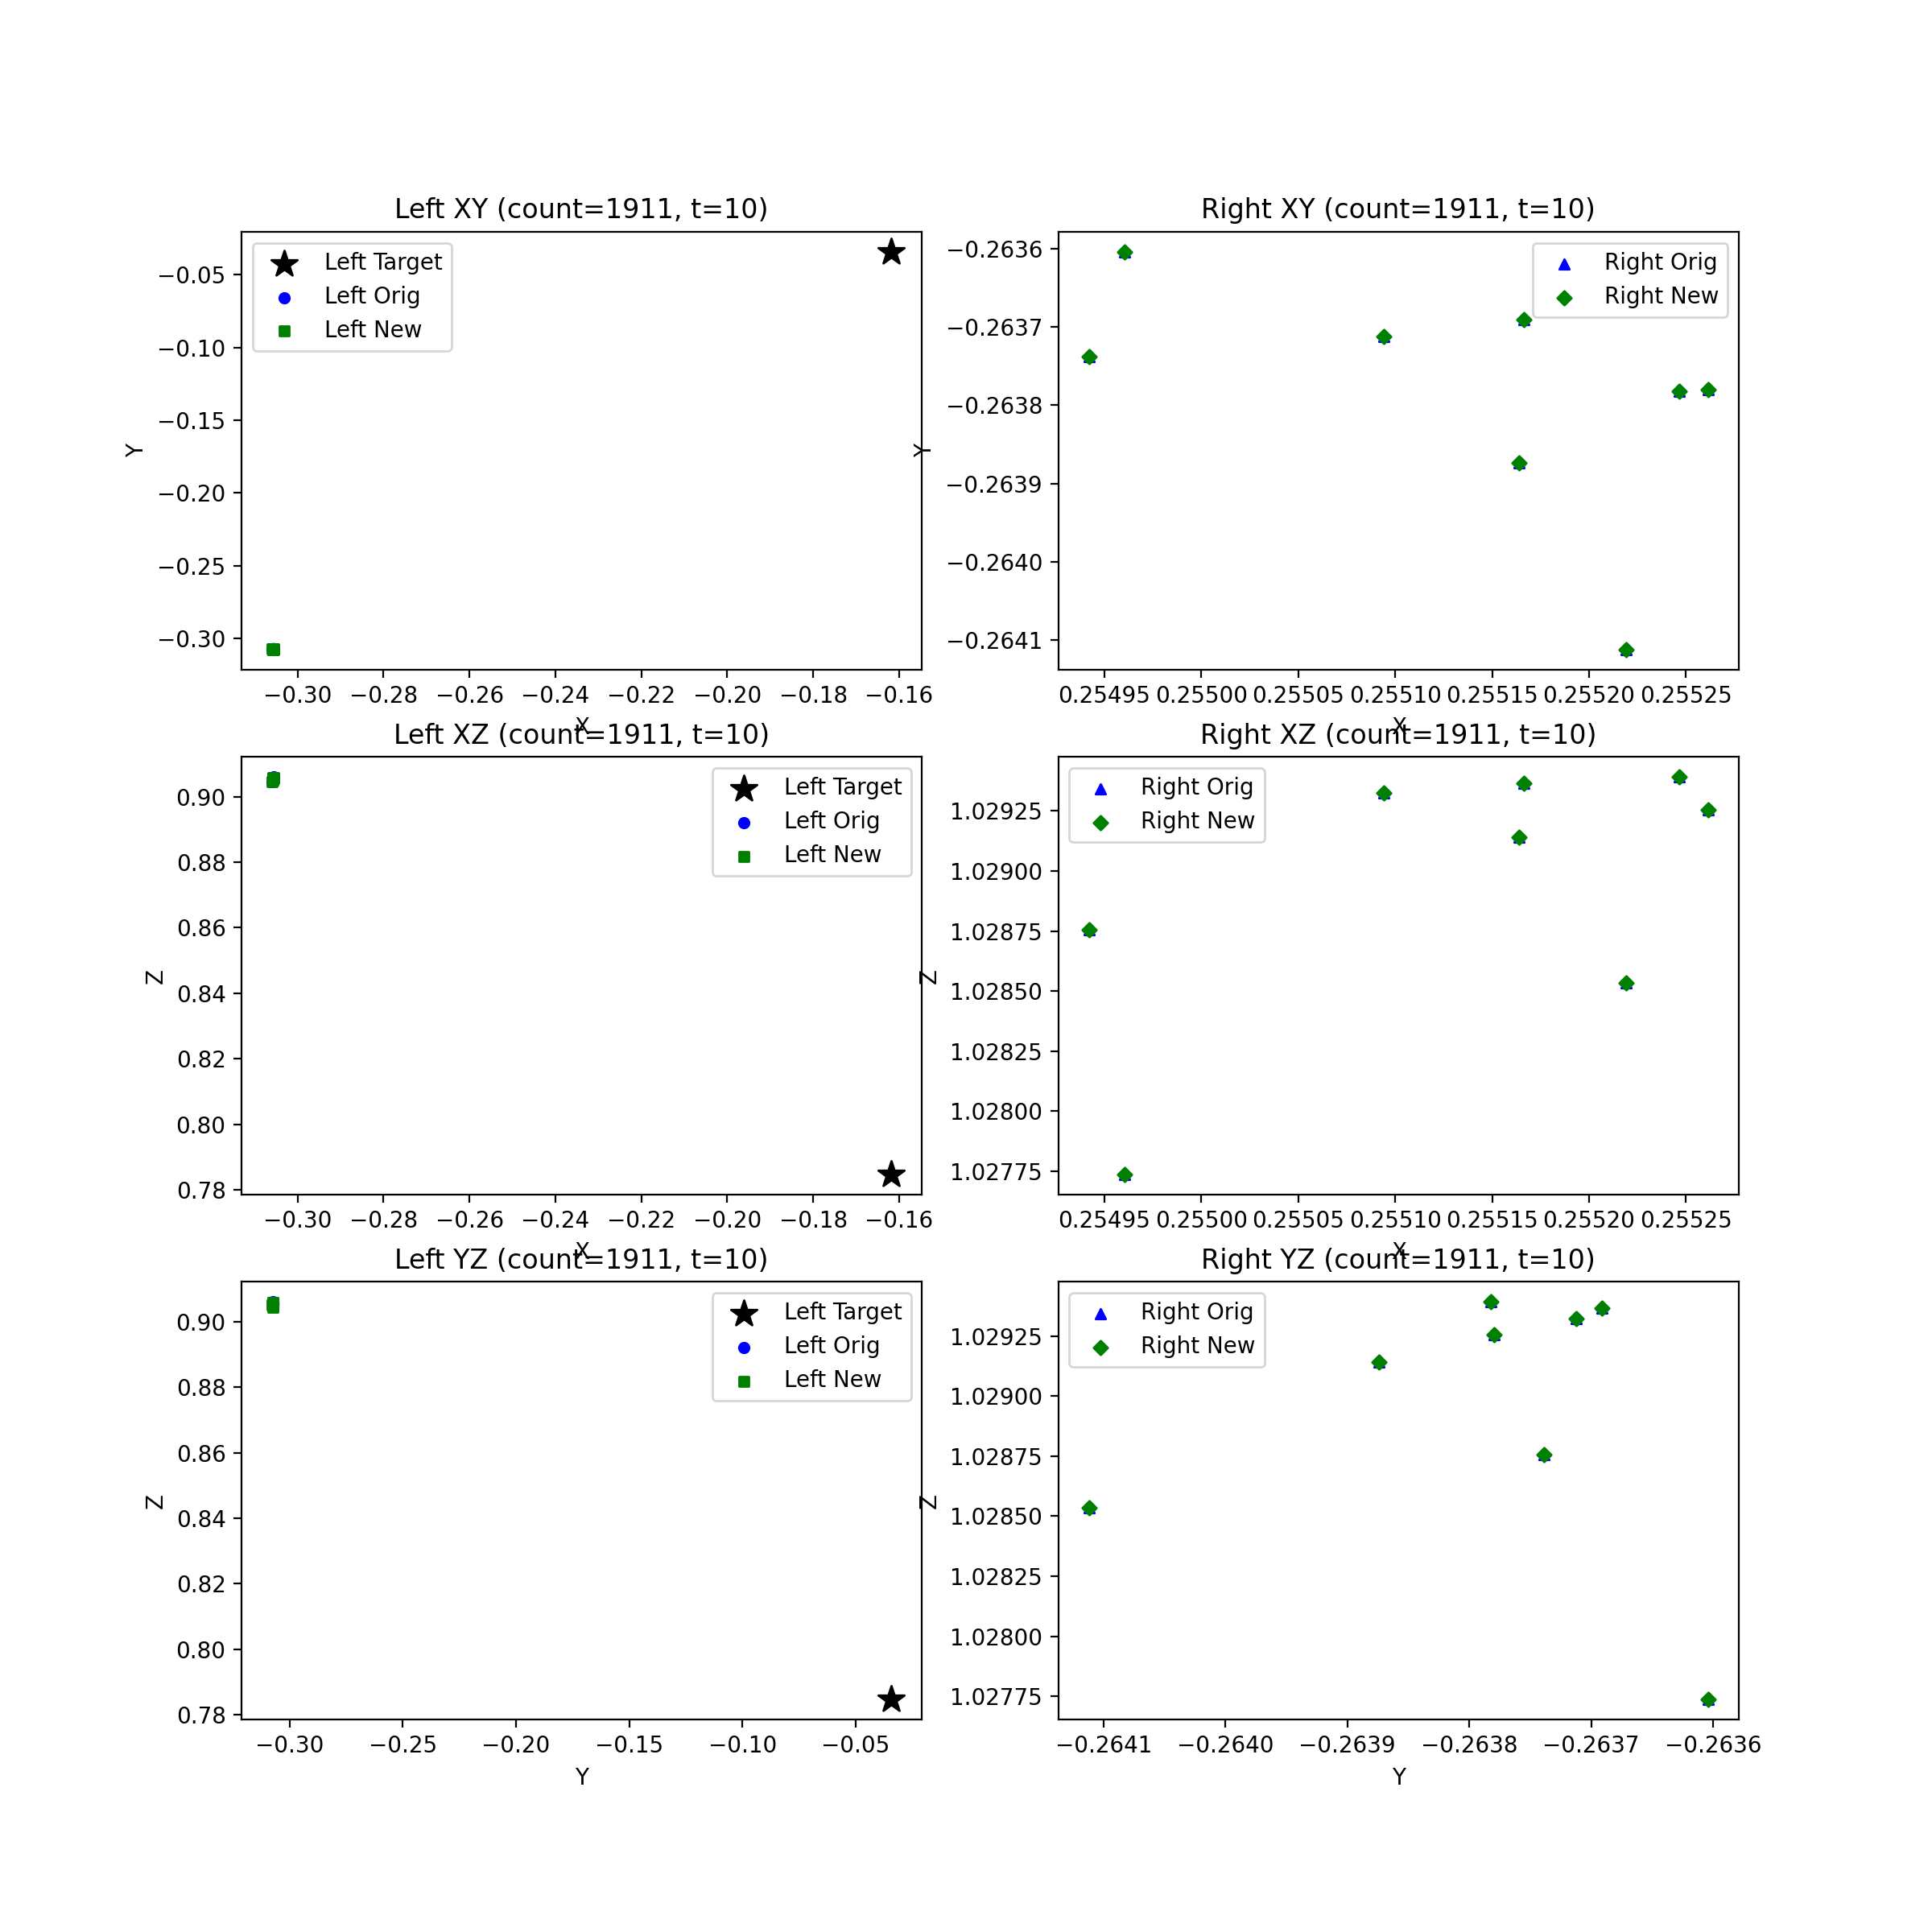 Left XY (count=1911, t=10)
Left Target
Left Orig
Left New
−0.05
−0.10
−0.15
−0.20
−0.25
−0.30
Y
−0.30 −0.28 −0.26 −0.24 −0.22 −0.20 −0.18 −0.16
X
Right XY (count=1911, t=10)
Right Orig
Right New
−0.2636
−0.2637
−0.2638
−0.2639
−0.2640
−0.2641
Y
0.25495 0.25500 0.25505 0.25510 0.25515 0.25520 0.25525
X
Left XZ (count=1911, t=10)
Left Target
Left Orig
Left New
0.90
0.88
0.86
0.84
0.82
0.80
0.78
Z
−0.30 −0.28 −0.26 −0.24 −0.22 −0.20 −0.18 −0.16
X
Right XZ (count=1911, t=10)
Right Orig
Right New
1.02925
1.02900
1.02875
1.02850
1.02825
1.02800
1.02775
Z
0.25495 0.25500 0.25505 0.25510 0.25515 0.25520 0.25525
X
Left YZ (count=1911, t=10)
Left Target
Left Orig
Left New
0.90
0.88
0.86
0.84
0.82
0.80
0.78
Z
−0.30 −0.25 −0.20 −0.15 −0.10 −0.05
Y
Right YZ (count=1911, t=10)
Right Orig
Right New
1.02925
1.02900
1.02875
1.02850
1.02825
1.02800
1.02775
Z
−0.2641 −0.2640 −0.2639 −0.2638 −0.2637 −0.2636
Y